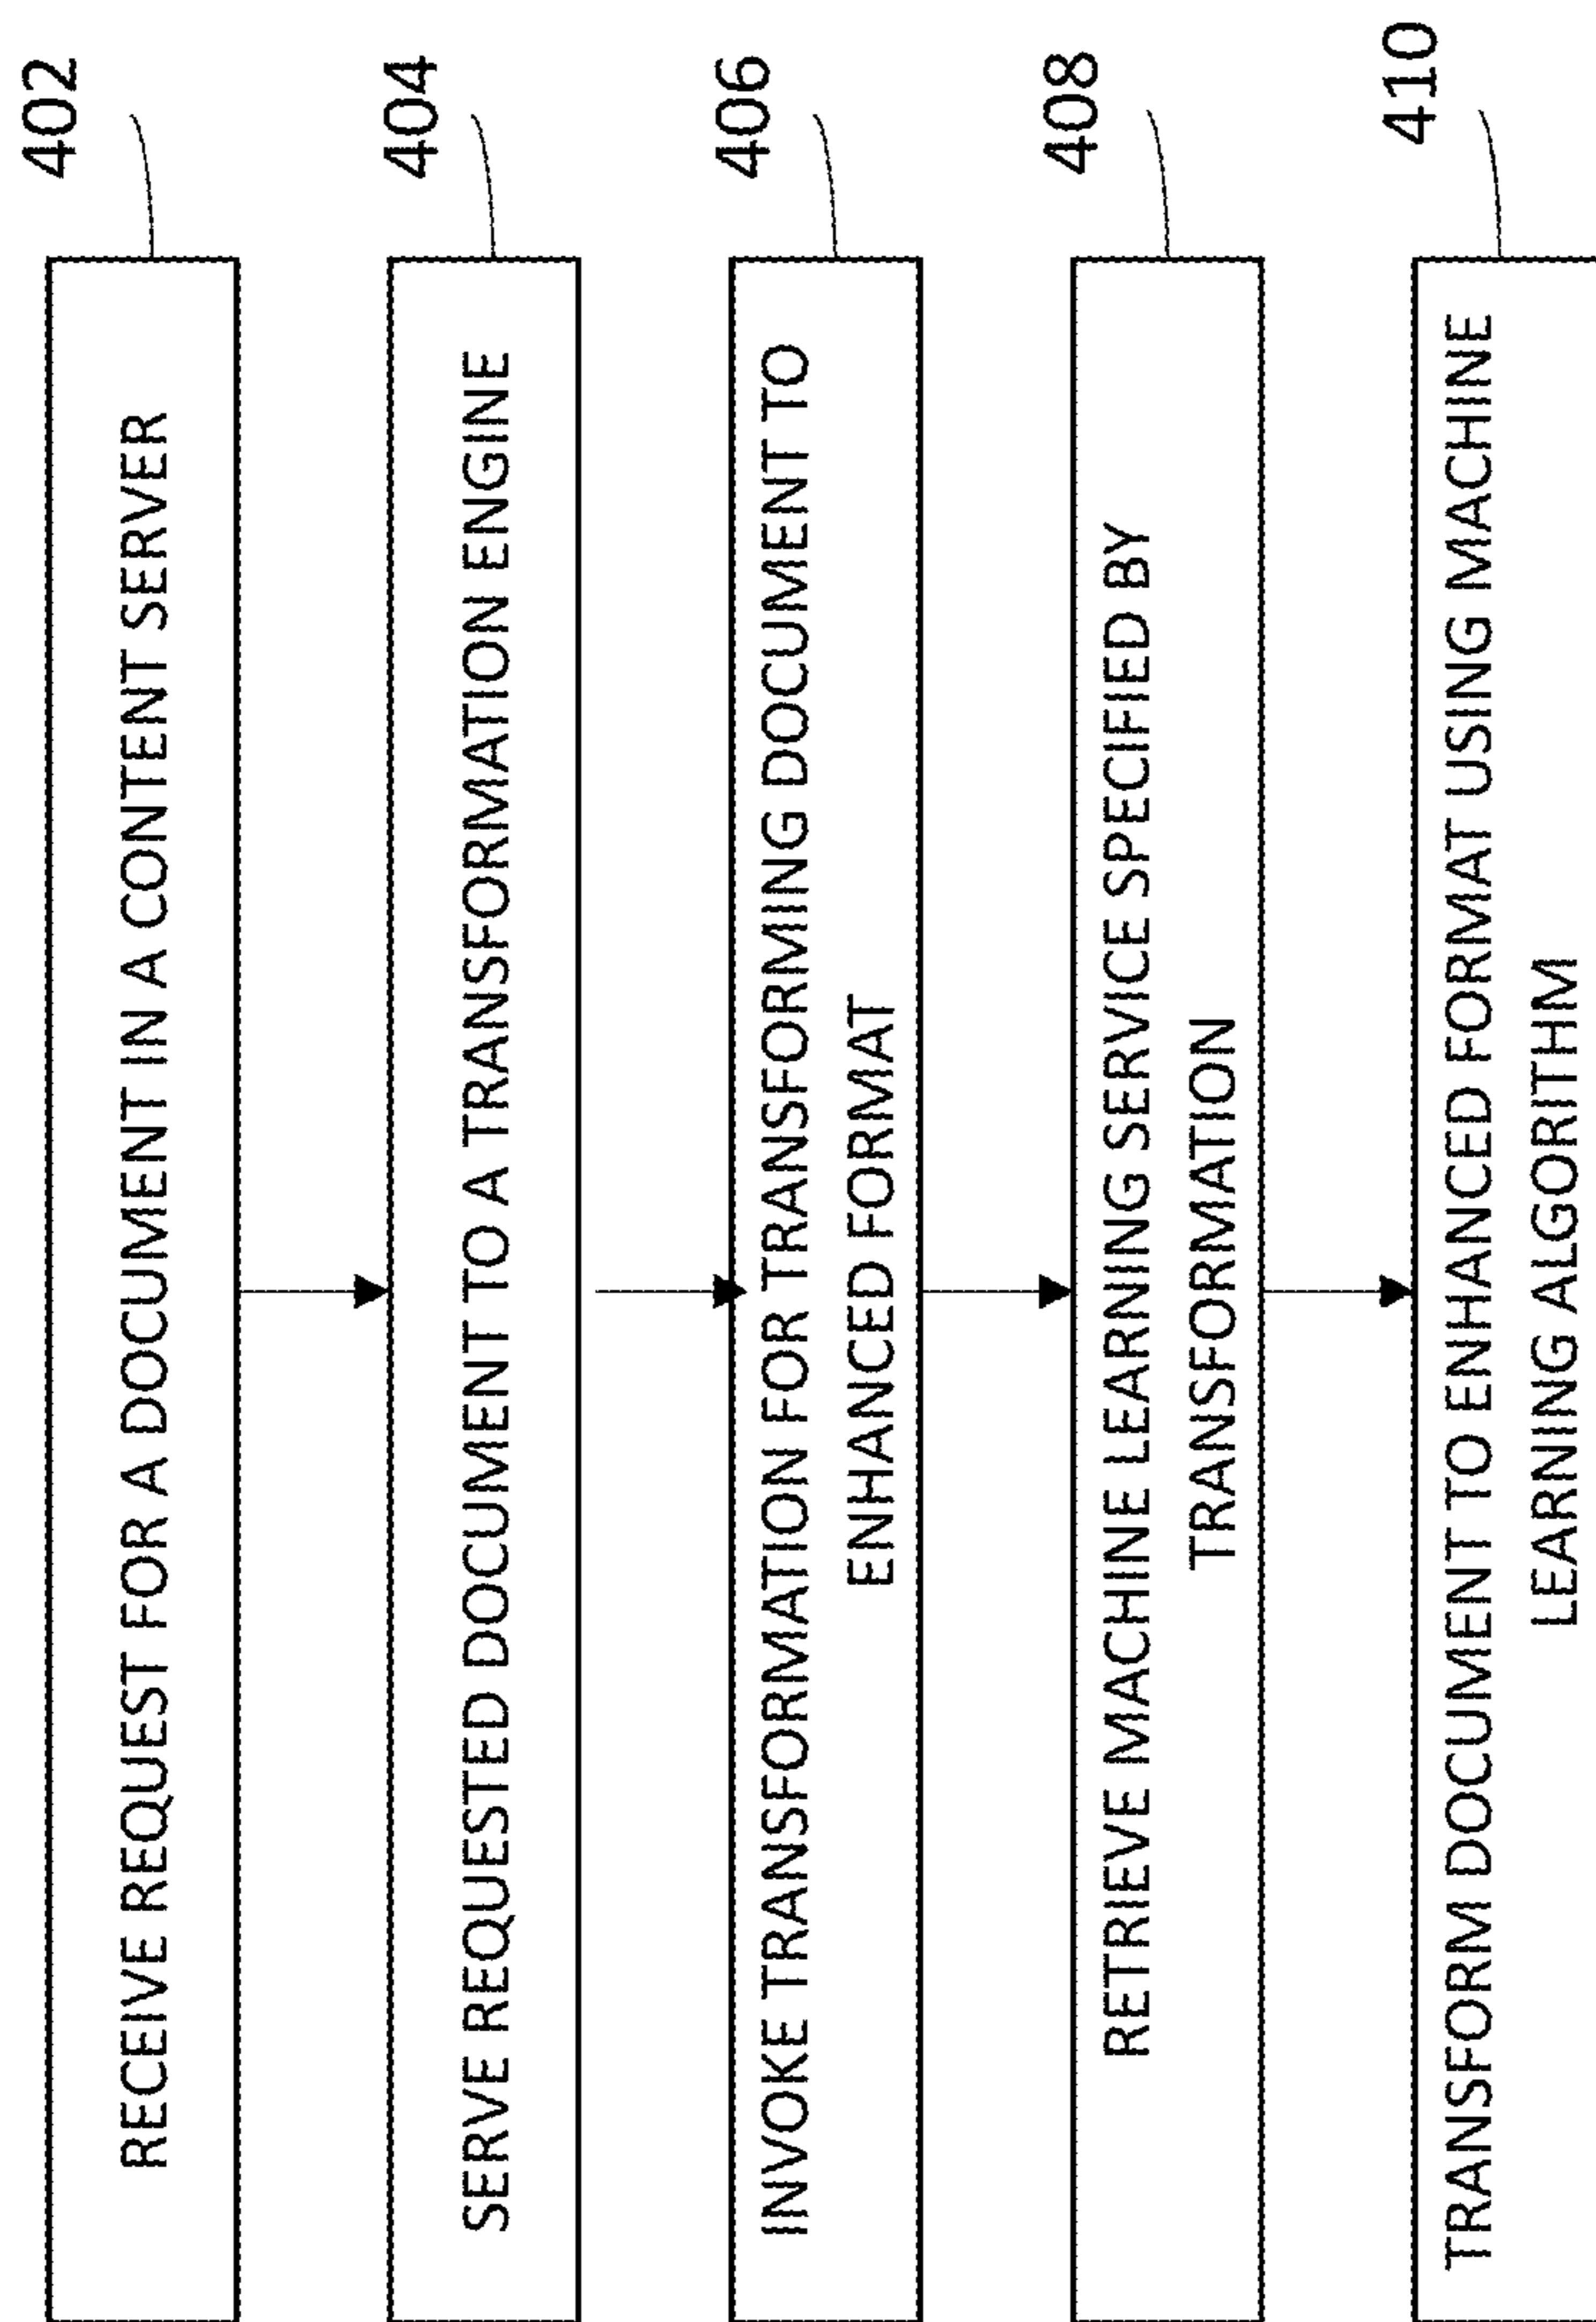 402
RECEIVE REQUEST FOR A DOCUMENT IN A CONTENT SERVER
404
SERVE REQUESTED DOCUMENT TO A TRANSFORMATION ENGINE
406
INVOKE TRANSFORMATION FOR TRANSFORMING DOCUMENT TO
ENHANCED FORMAT
408
RETRIEVE MACHINE LEARNING SERVICE SPECIFIED BY
TRANSFORMATION
410
TRANSFORM DOCUMENT TO ENHANCED FORMAT USING MACHINE
LEARNING ALGORITHM